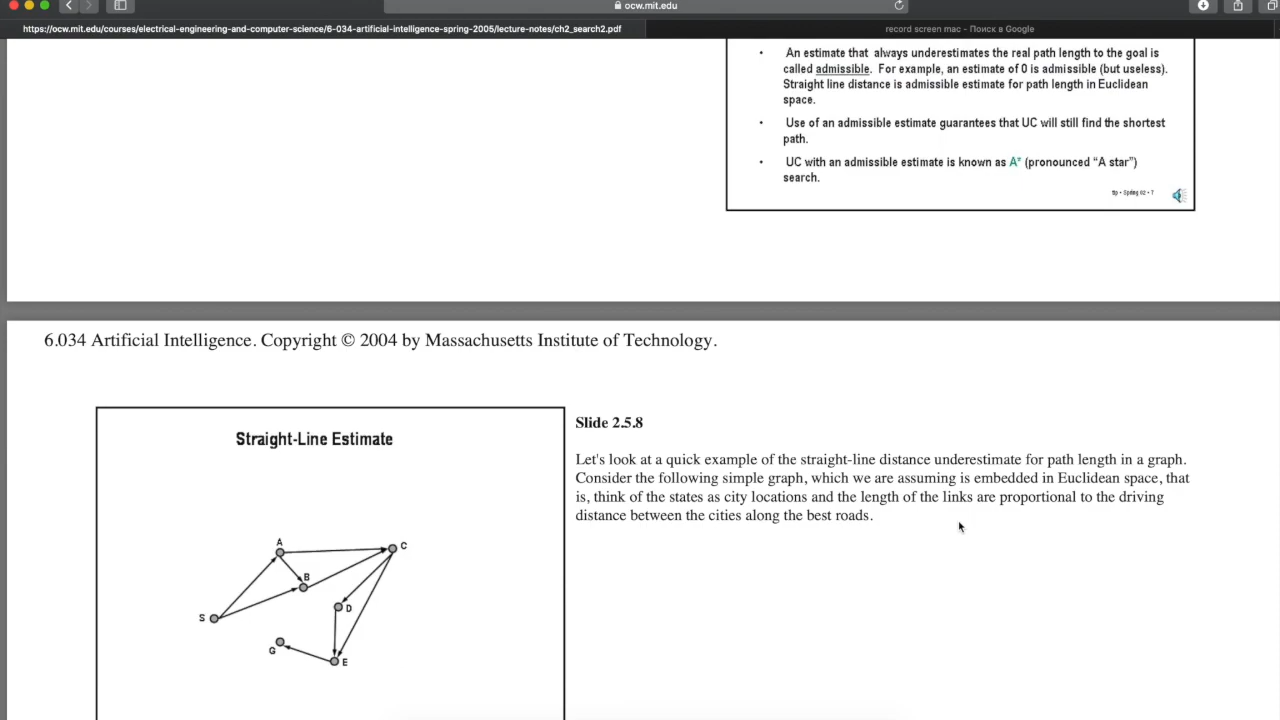 ocw.mit.edu
https://ocw.mit.edu/courses/electrical-engineering-and-computer-science/6-034-artificial-intelligence-spring-2005/lecture-notes/ch2_search2.pdf
record screen mac - Поиск в Google
• An estimate that always underestimates the real path length to the goal is
called admissible. For example, an estimate of 0 is admissible (but useless).
Straight line distance is admissible estimate for path length in Euclidean
space.
• Use of an admissible estimate guarantees that UC will still find the shortest
path.
• UC with an admissible estimate is known as A* (pronounced “A star”)
search.
tlp • Spring 02 • 7
6.034 Artificial Intelligence. Copyright © 2004 by Massachusetts Institute of Technology.
Straight-Line Estimate
A
C
B
D
S
G
E
Slide 2.5.8
Let's look at a quick example of the straight-line distance underestimate for path length in a graph.
Consider the following simple graph, which we are assuming is embedded in Euclidean space, that
is, think of the states as city locations and the length of the links are proportional to the driving
distance between the cities along the best roads.